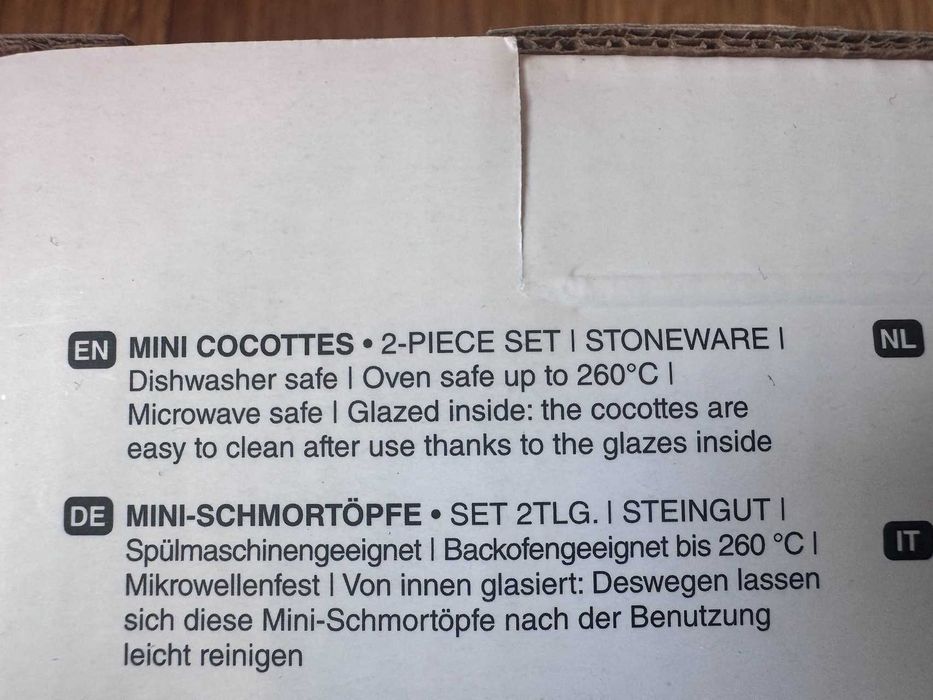 EN MINI COCOTTES • 2-PIECE SET | STONEWARE |
Dishwasher safe | Oven safe up to 260°C |
Microwave safe | Glazed inside: the cocottes are
easy to clean after use thanks to the glazes inside
DE MINI-SCHMORTÖPFE • SET 2TLG. | STEINGUT |
Spülmaschinengeeignet | Backofengeeignet bis 260 °C |
Mikrowellenfest | Von innen glasiert: Deswegen lassen
sich diese Mini-Schmortöpfe nach der Benutzung
leicht reinigen
NL
IT